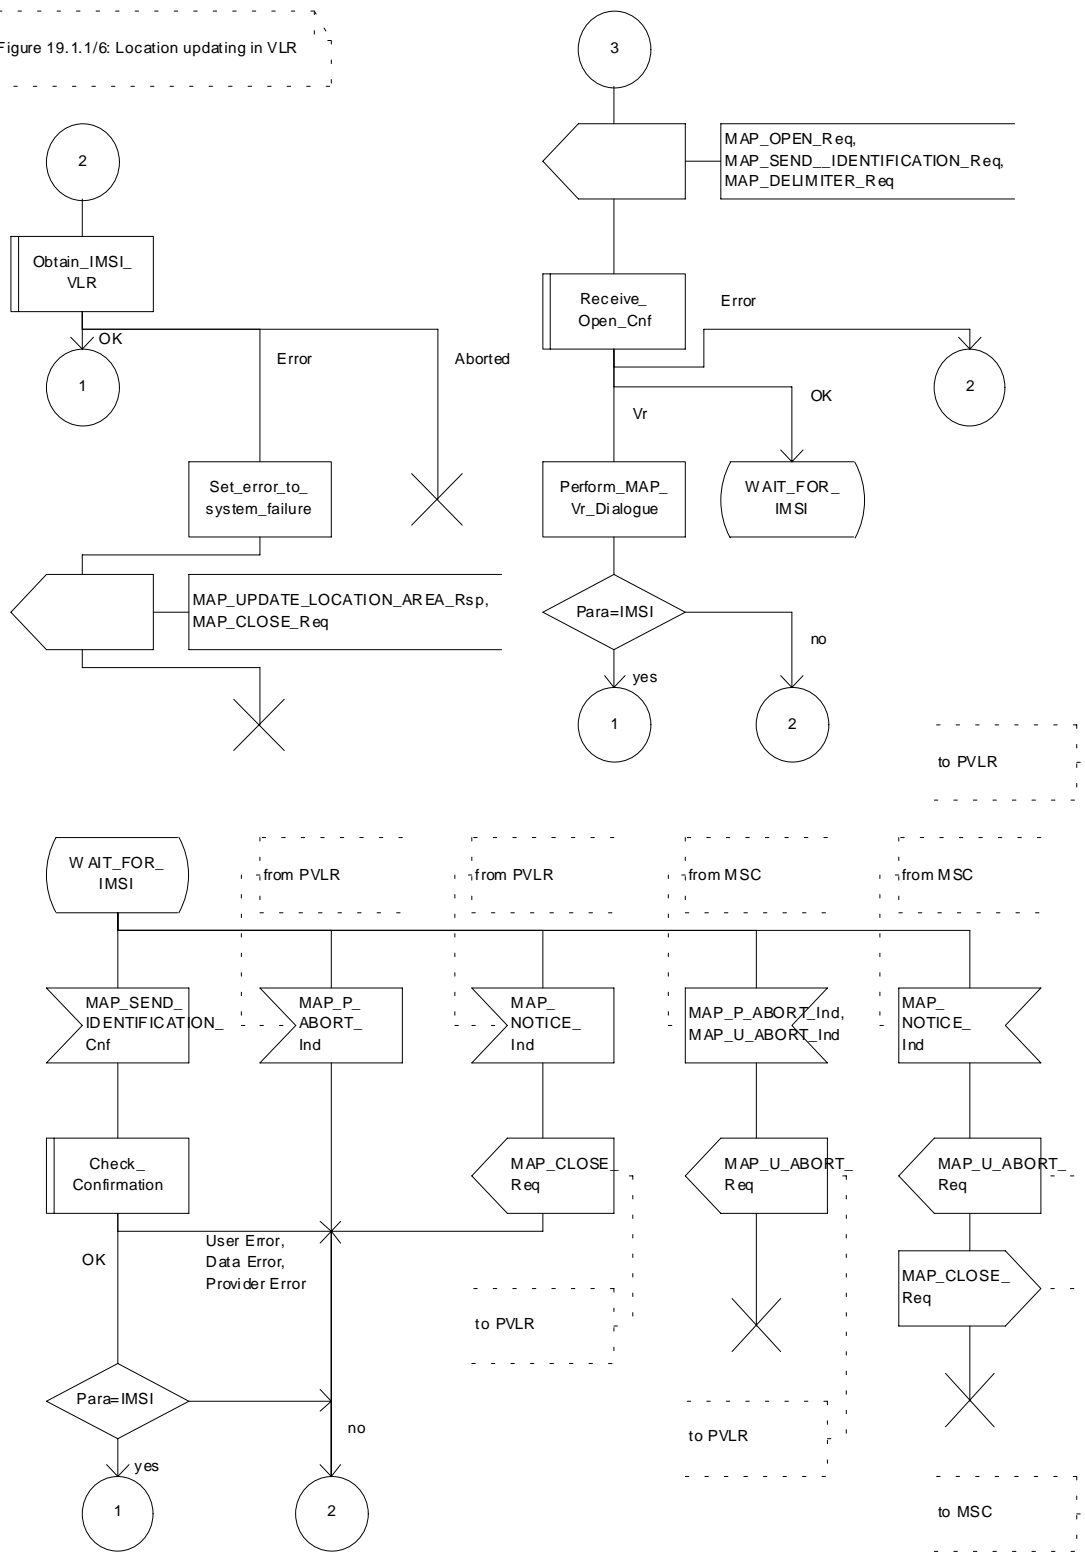 Figure 19.1.1/6: Location updating in VLR
3
MAP_OPEN_Req,
MAP_SEND__IDENTIFICATION_Req,
MAP_DELIMITER_Req
2
Obtain_IMSI_
VLR
OK
Error
Aborted
1
Receive_
Open_Cnf
Error
2
OK
Vr
Set_error_to_
system_failure
Perform_MAP_
Vr_Dialogue
WAIT_FOR_
IMSI
MAP_UPDATE_LOCATION_AREA_Rsp,
MAP_CLOSE_Req
Para=IMSI
no
yes
1
2
to PVLR
WAIT_FOR_
IMSI
from PVLR
from PVLR
from MSC
from MSC
MAP_SEND_
IDENTIFICATION_
Cnf
MAP_P_
ABORT_
Ind
MAP_
NOTICE_
Ind
MAP_P_ABORT_Ind,
MAP_U_ABORT_Ind
MAP_
NOTICE_
Ind
Check_
Confirmation
MAP_CLOSE_
Req
MAP_U_ABORT_
Req
MAP_U_ABORT_
Req
OK
User Error,
Data Error,
Provider Error
MAP_CLOSE_
Req
to PVLR
Para=IMSI
no
to PVLR
yes
1
2
to MSC